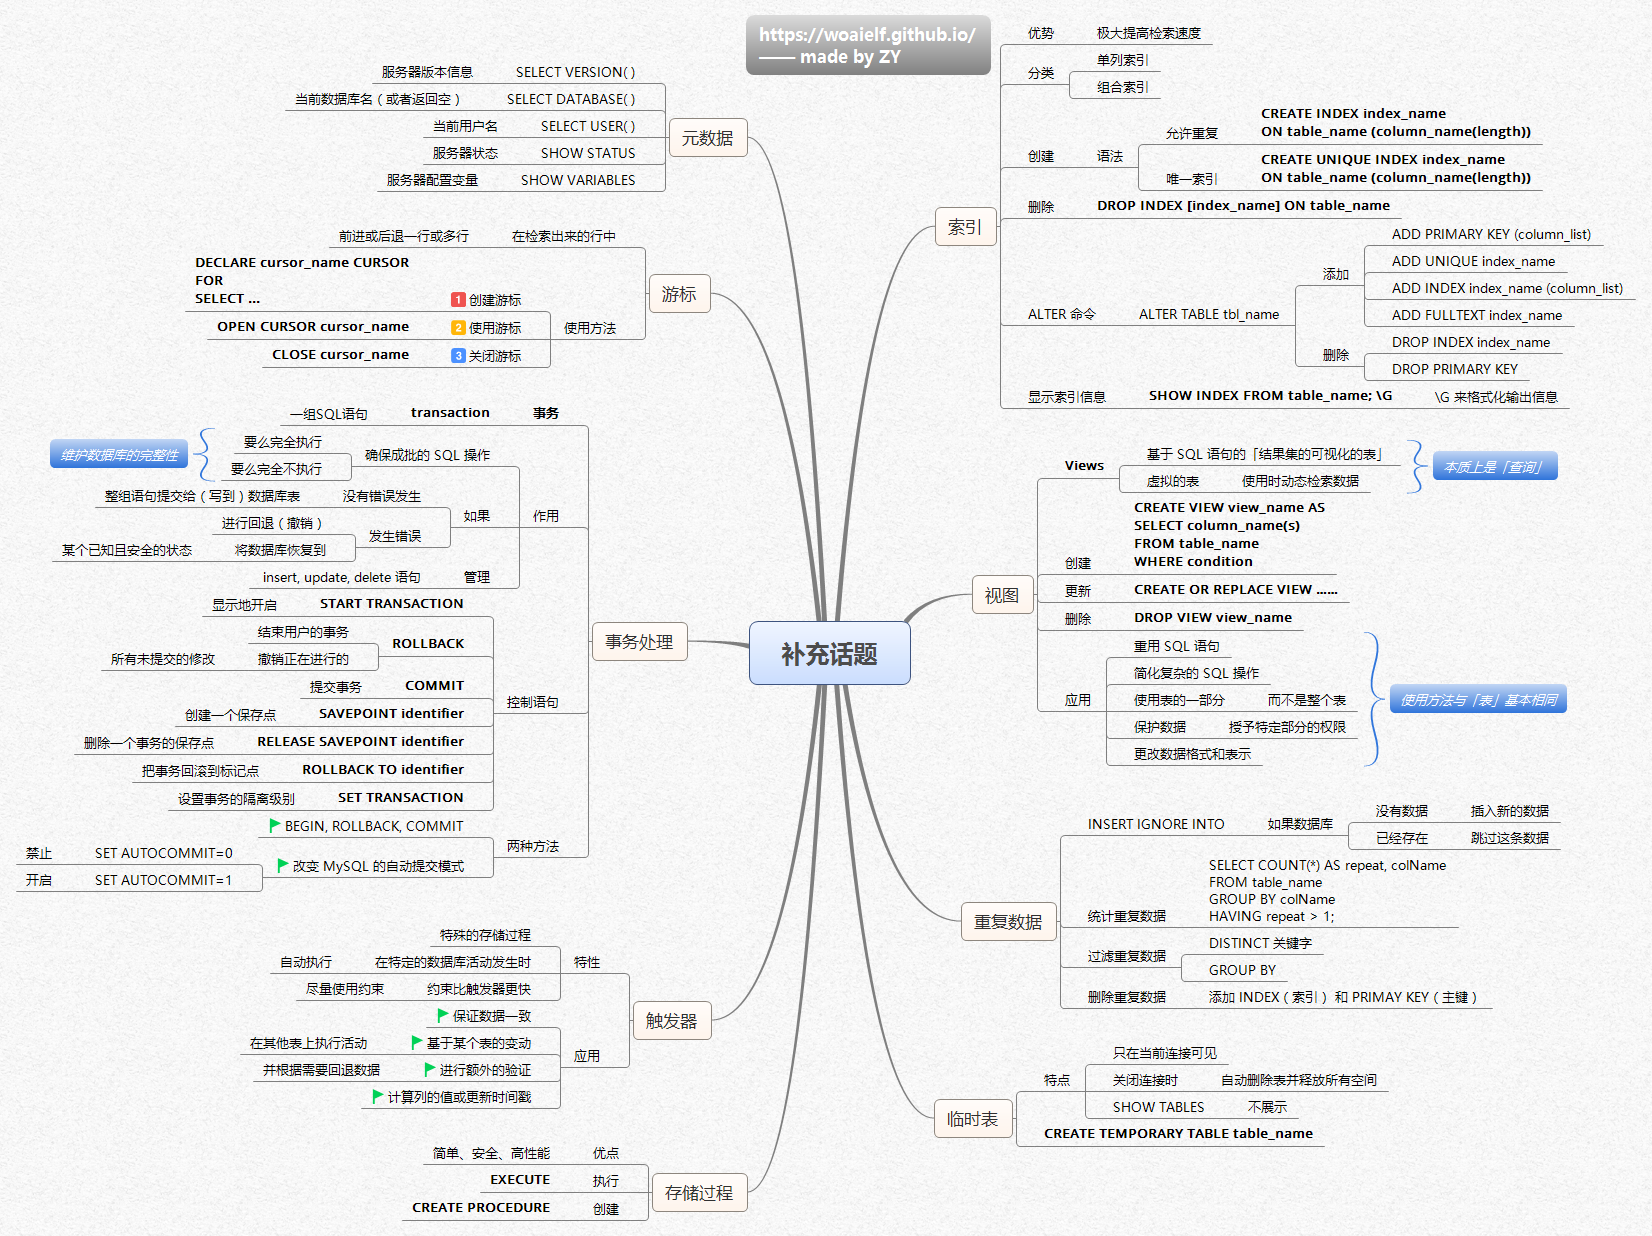 https://woaielf.github.io/
—— made by ZY
补充话题
元数据
服务器版本信息 SELECT VERSION( )
当前数据库名（或者返回空） SELECT DATABASE( )
当前用户名 SELECT USER( )
服务器状态 SHOW STATUS
服务器配置变量 SHOW VARIABLES
游标
前进或后退一行或多行 在检索出来的行中
DECLARE cursor_name CURSOR
FOR
SELECT ...
1 创建游标
OPEN CURSOR cursor_name 2 使用游标
使用方法
CLOSE cursor_name 3 关闭游标
事务处理
一组SQL语句 transaction 事务
维护数据库的完整性
要么完全执行
要么完全不执行
确保成批的 SQL 操作
整组语句提交给（写到）数据库表 没有错误发生
如果
作用
进行回退（撤销）
发生错误
某个已知且安全的状态 将数据库恢复到
insert, update, delete 语句 管理
显示地开启 START TRANSACTION
结束用户的事务
ROLLBACK
所有未提交的修改 撤销正在进行的
提交事务 COMMIT
控制语句
创建一个保存点 SAVEPOINT identifier
删除一个事务的保存点 RELEASE SAVEPOINT identifier
把事务回滚到标记点 ROLLBACK TO identifier
设置事务的隔离级别 SET TRANSACTION
BEGIN, ROLLBACK, COMMIT
两种方法
禁止 SET AUTOCOMMIT=0
改变 MySQL 的自动提交模式
开启 SET AUTOCOMMIT=1
触发器
特殊的存储过程
自动执行 在特定的数据库活动发生时
特性
尽量使用约束 约束比触发器更快
保证数据一致
在其他表上执行活动 基于某个表的变动
应用
并根据需要回退数据 进行额外的验证
计算列的值或更新时间戳
存储过程
简单、安全、高性能 优点
EXECUTE 执行
CREATE PROCEDURE 创建
索引
优势 极大提高检索速度
分类
单列索引
组合索引
创建 语法
允许重复
CREATE INDEX index_name
ON table_name (column_name(length))
唯一索引
CREATE UNIQUE INDEX index_name
ON table_name (column_name(length))
删除 DROP INDEX [index_name] ON table_name
ALTER 命令 ALTER TABLE tbl_name
添加
ADD PRIMARY KEY (column_list)
ADD UNIQUE index_name
ADD INDEX index_name (column_list)
ADD FULLTEXT index_name
删除
DROP INDEX index_name
DROP PRIMARY KEY
显示索引信息 SHOW INDEX FROM table_name; \G \G 来格式化输出信息
视图
Views
基于 SQL 语句的「结果集的可视化的表」
虚拟的表 使用时动态检索数据
本质上是「查询」
创建
CREATE VIEW view_name AS
SELECT column_name(s)
FROM table_name
WHERE condition
更新 CREATE OR REPLACE VIEW ……
删除 DROP VIEW view_name
应用
重用 SQL 语句
简化复杂的 SQL 操作
使用表的一部分 而不是整个表
保护数据 授予特定部分的权限
更改数据格式和表示
使用方法与「表」基本相同
重复数据
INSERT IGNORE INTO 如果数据库
没有数据 插入新的数据
已经存在 跳过这条数据
统计重复数据
SELECT COUNT(*) AS repeat, colName
FROM table_name
GROUP BY colName
HAVING repeat > 1;
过滤重复数据
DISTINCT 关键字
GROUP BY
删除重复数据 添加 INDEX（索引） 和 PRIMAY KEY（主键）
临时表
特点
只在当前连接可见
关闭连接时 自动删除表并释放所有空间
SHOW TABLES 不展示
CREATE TEMPORARY TABLE table_name